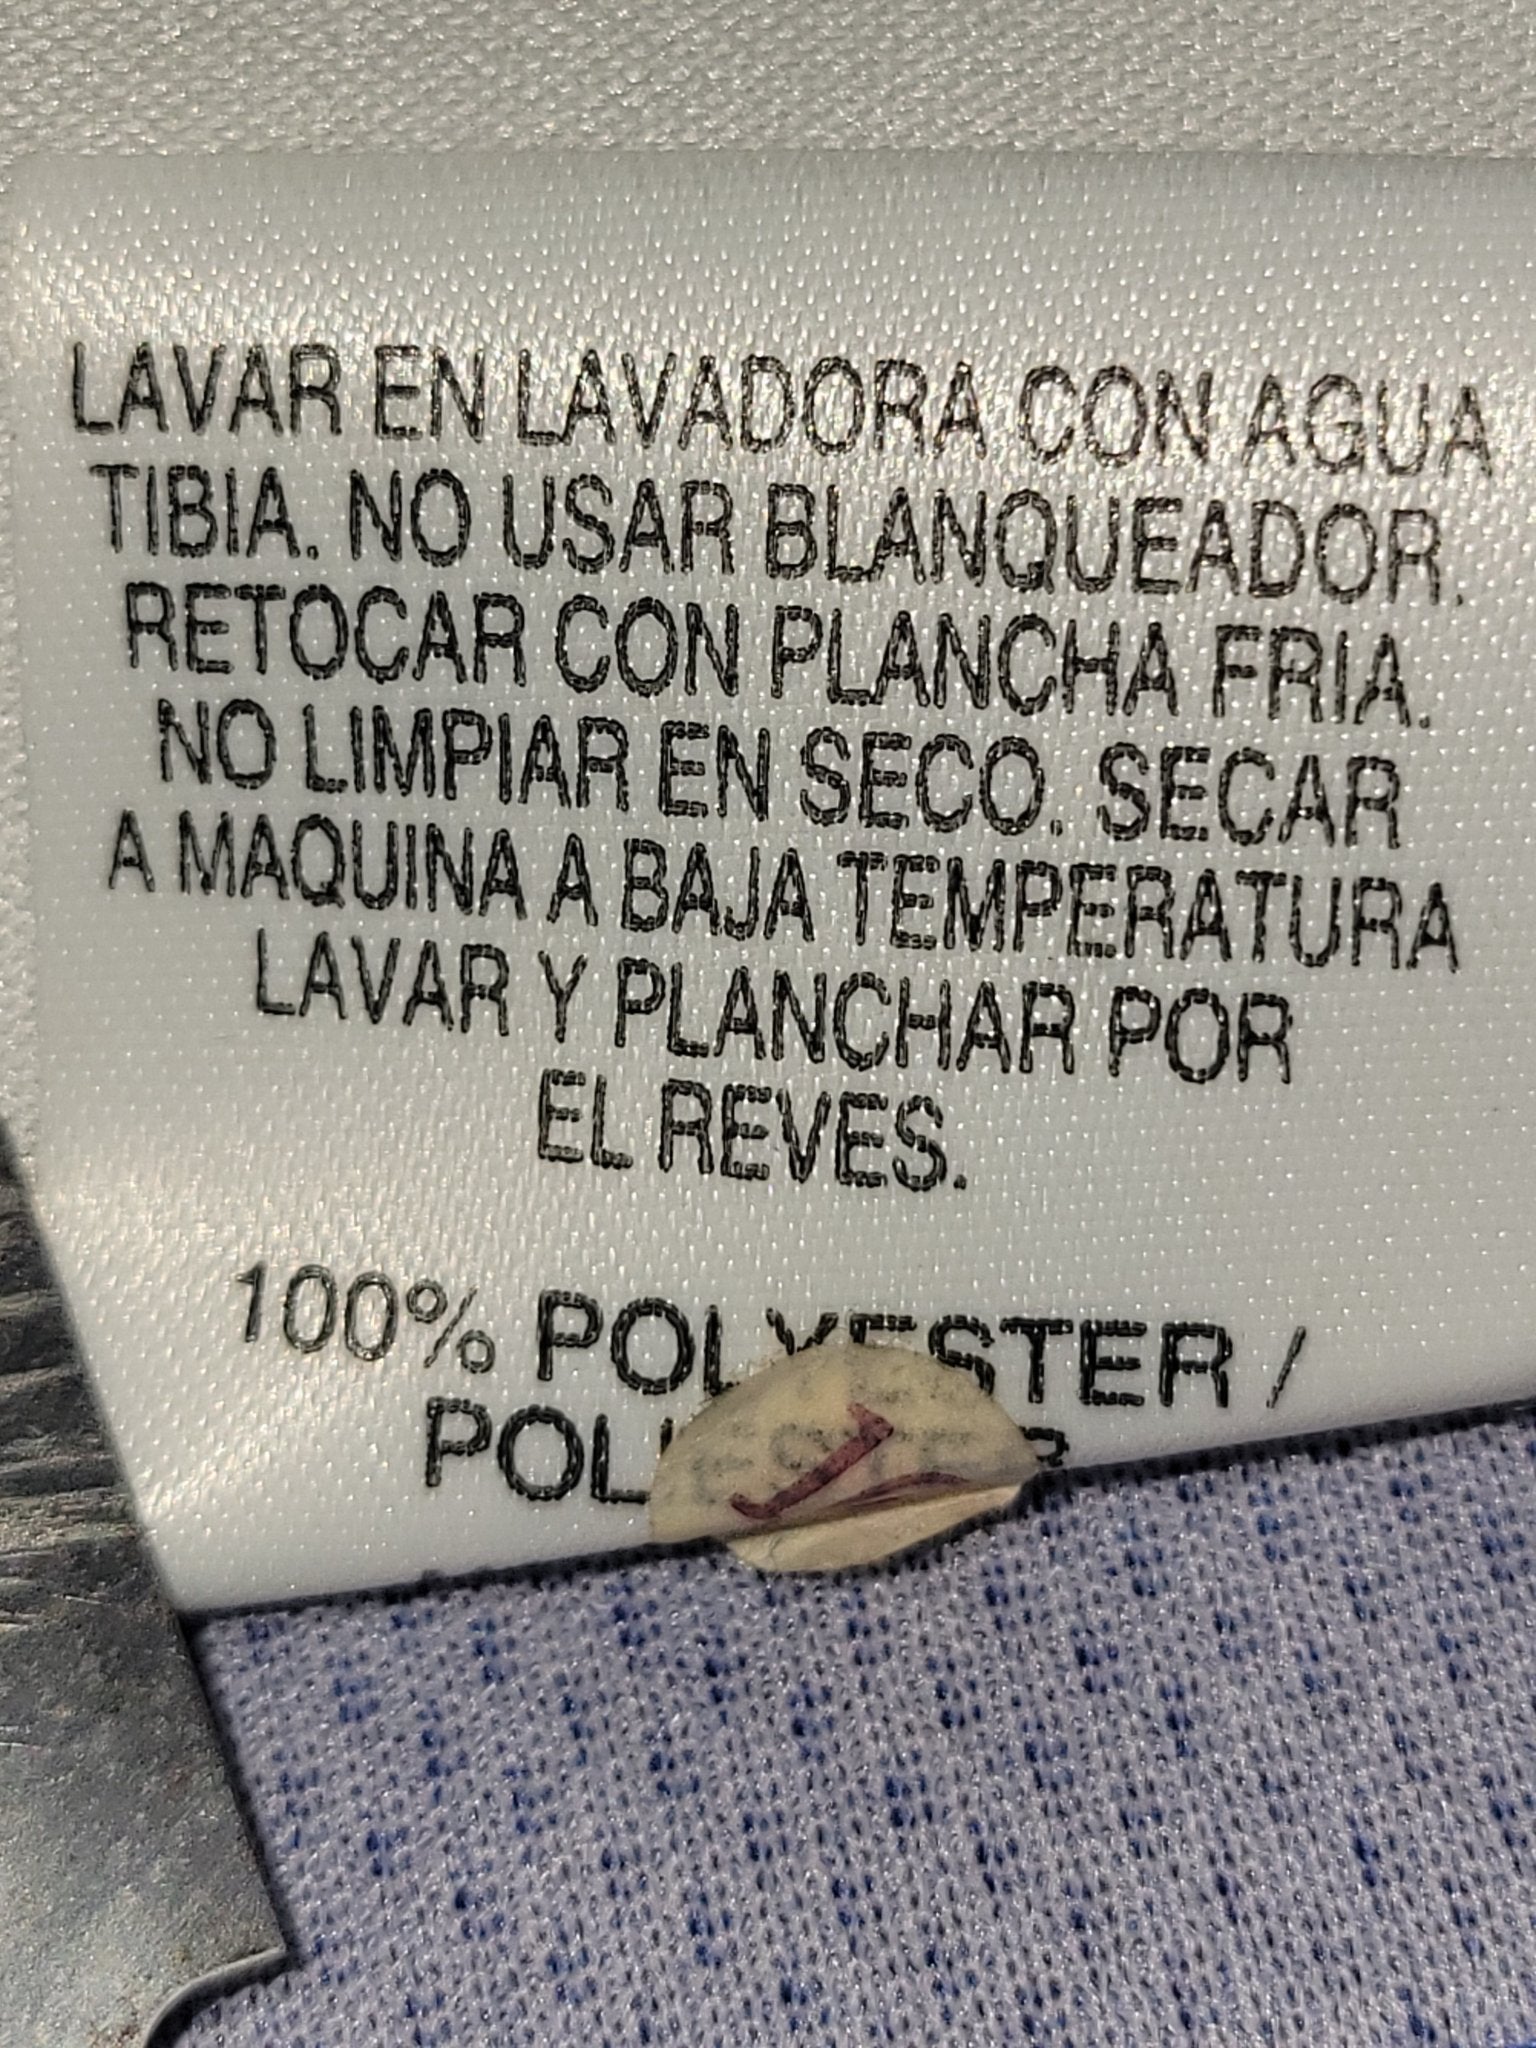 LAVAR EN LAVADORA CON AGUA
TIBIA. NO USAR BLANQUEADOR.
RETOCAR CON PLANCHA FRIA.
NO LIMPIAR EN SECO. SECAR
A MAQUINA A BAJA TEMPERATURA
LAVAR Y PLANCHAR POR
EL REVES.
100% POLYESTER /